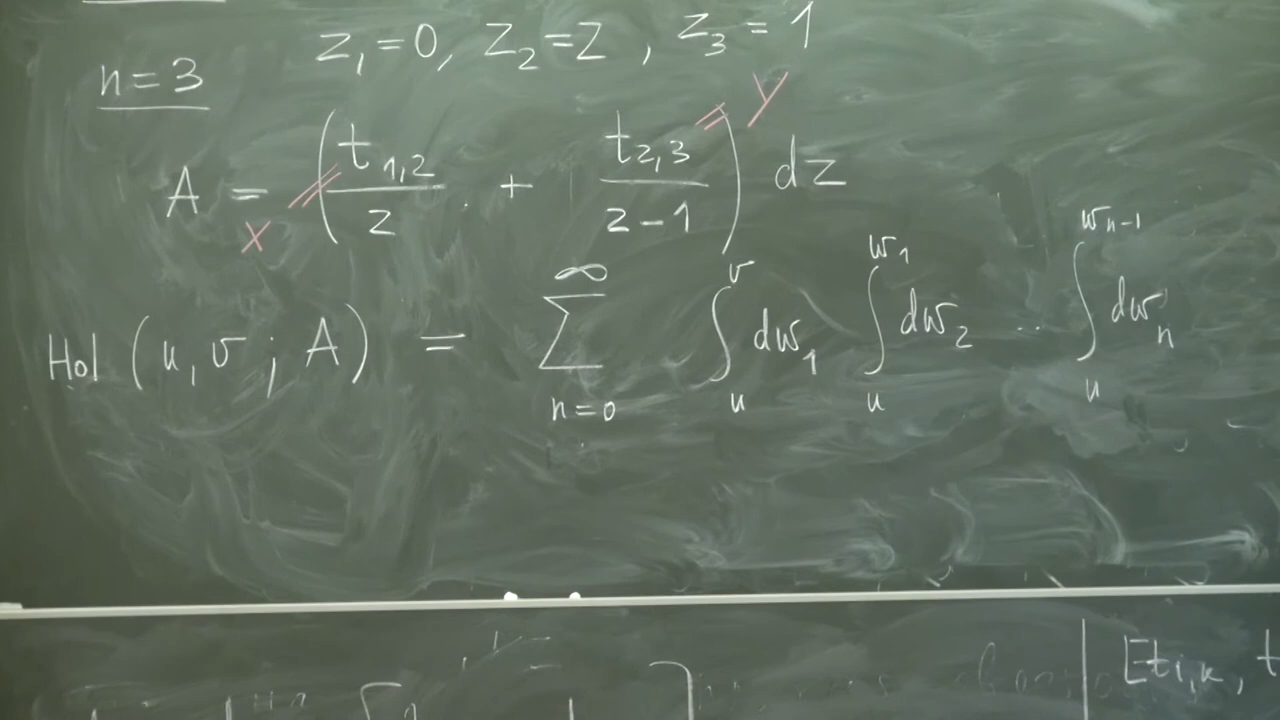 n = 3
z₁ = 0, z₂ = z, z₃ = 1
A = ( t₁,₂ / z + t₂,₃ / (z − 1) ) dz
x
y
Hol (u, v; A) = ∑_{n=0}^{∞} ∫_u^v dw₁ ∫_u^{w₁} dw₂ .. ∫_u^{w_{n−1}} dw_n
[t_{i,k}, t